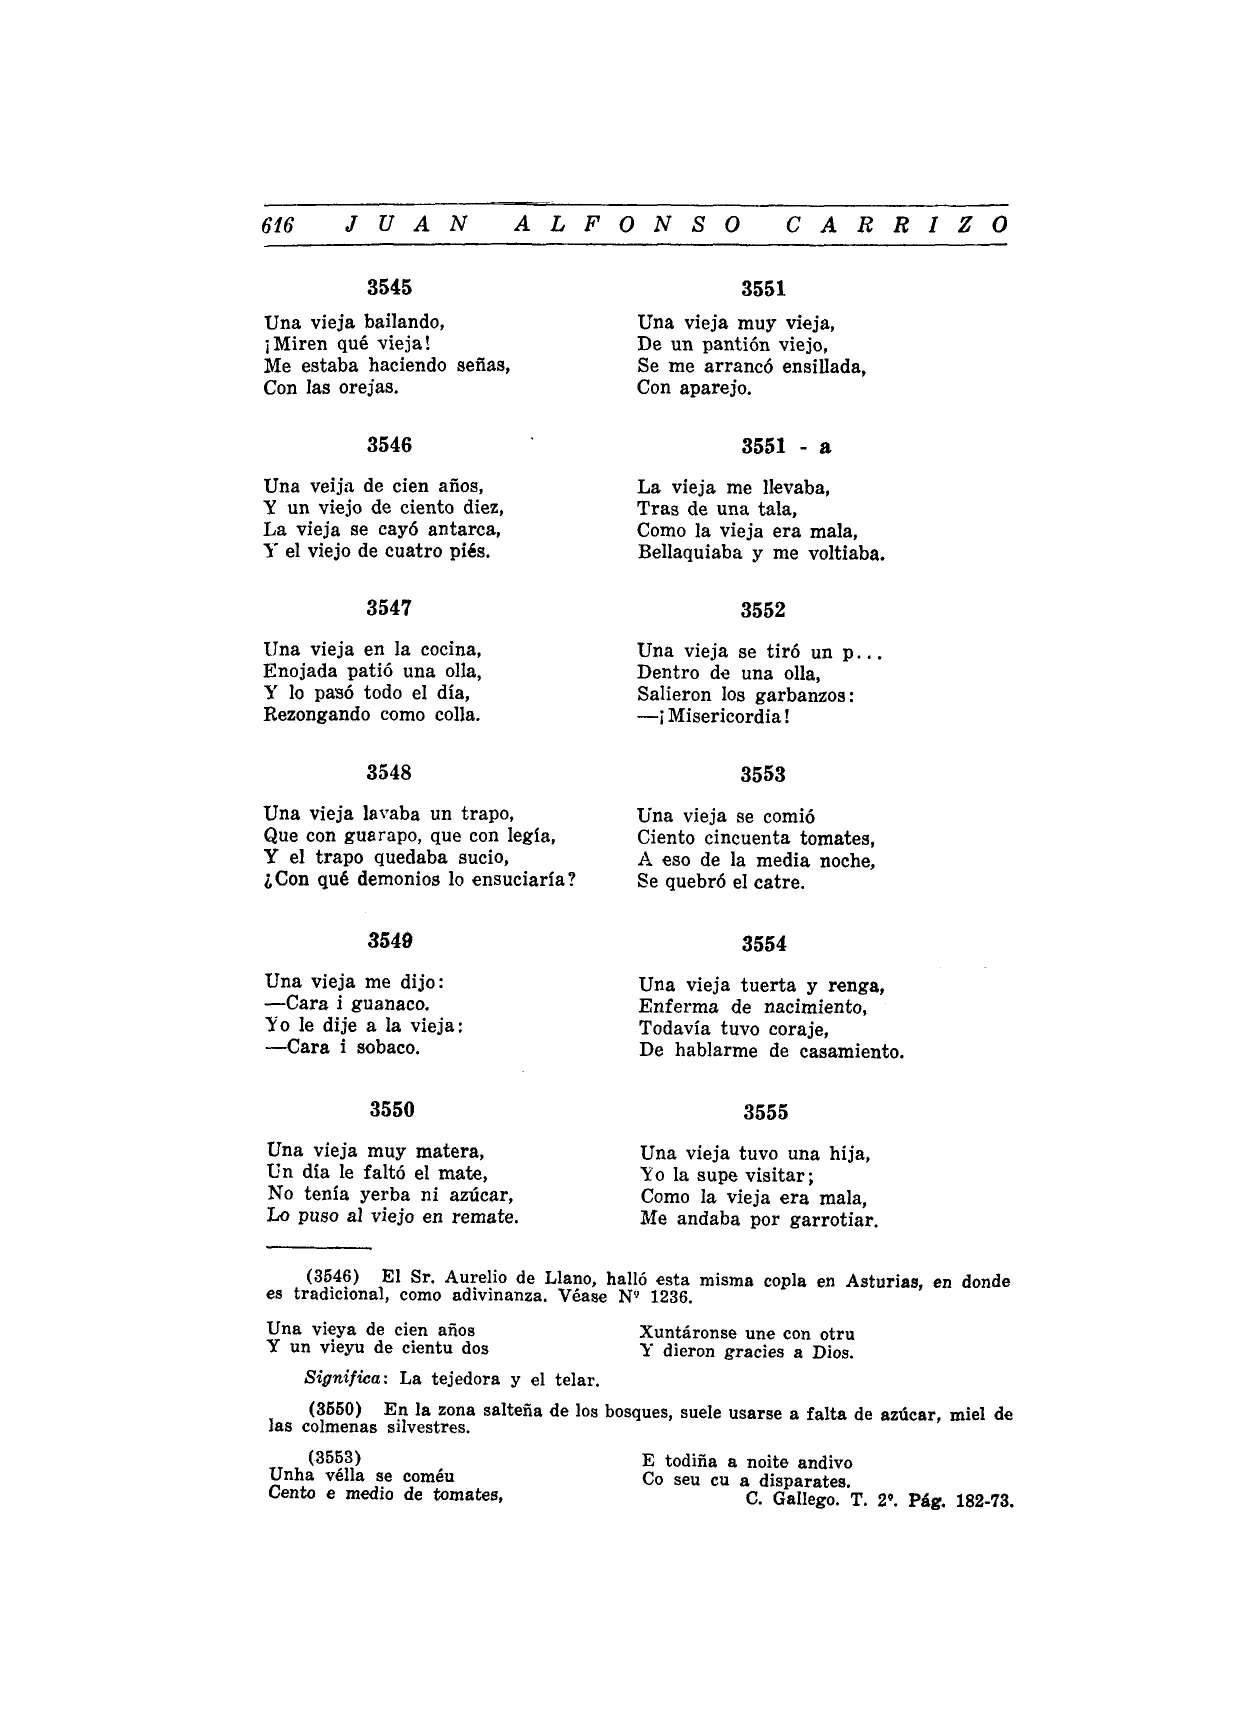 616 JUAN ALFONSO CARRIZO
3545
Una vieja bailando,
¡Miren qué vieja!
Me estaba haciendo señas,
Con las orejas.
3546
Una veija de cien años,
Y un viejo de ciento diez,
La vieja se cayó antarca,
Y el viejo de cuatro piés.
3547
Una vieja en la cocina,
Enojada patió una olla,
Y lo pasó todo el día,
Rezongando como colla.
3548
Una vieja lavaba un trapo,
Que con guarapo, que con legía,
Y el trapo quedaba sucio,
¿Con qué demonios lo ensuciaría?
3549
Una vieja me dijo:
—Cara i guanaco.
Yo le dije a la vieja:
—Cara i sobaco.
3550
Una vieja muy matera,
Un día le faltó el mate,
No tenía yerba ni azúcar,
Lo puso al viejo en remate.
3551
Una vieja muy vieja,
De un pantión viejo,
Se me arrancó ensillada,
Con aparejo.
3551 - a
La vieja me llevaba,
Tras de una tala,
Como la vieja era mala,
Bellaquiaba y me voltiaba.
3552
Una vieja se tiró un p...
Dentro de una olla,
Salieron los garbanzos:
—¡Misericordia!
3553
Una vieja se comió
Ciento cincuenta tomates,
A eso de la media noche,
Se quebró el catre.
3554
Una vieja tuerta y renga,
Enferma de nacimiento,
Todavía tuvo coraje,
De hablarme de casamiento.
3555
Una vieja tuvo una hija,
Yo la supe visitar;
Como la vieja era mala,
Me andaba por garrotiar.
(3546) El Sr. Aurelio de Llano, halló esta misma copla en Asturias, en donde
es tradicional, como adivinanza. Véase Nº 1236.
Una vieya de cien años
Y un vieyu de cientu dos
Xuntáronse une con otru
Y dieron gracies a Dios.
Significa: La tejedora y el telar.
(3550) En la zona salteña de los bosques, suele usarse a falta de azúcar, miel de
las colmenas silvestres.
(3553)
Unha vélla se coméu
Cento e medio de tomates,
E todiña a noite andivo
Co seu cu a disparates.
C. Gallego. T. 2º. Pág. 182-73.